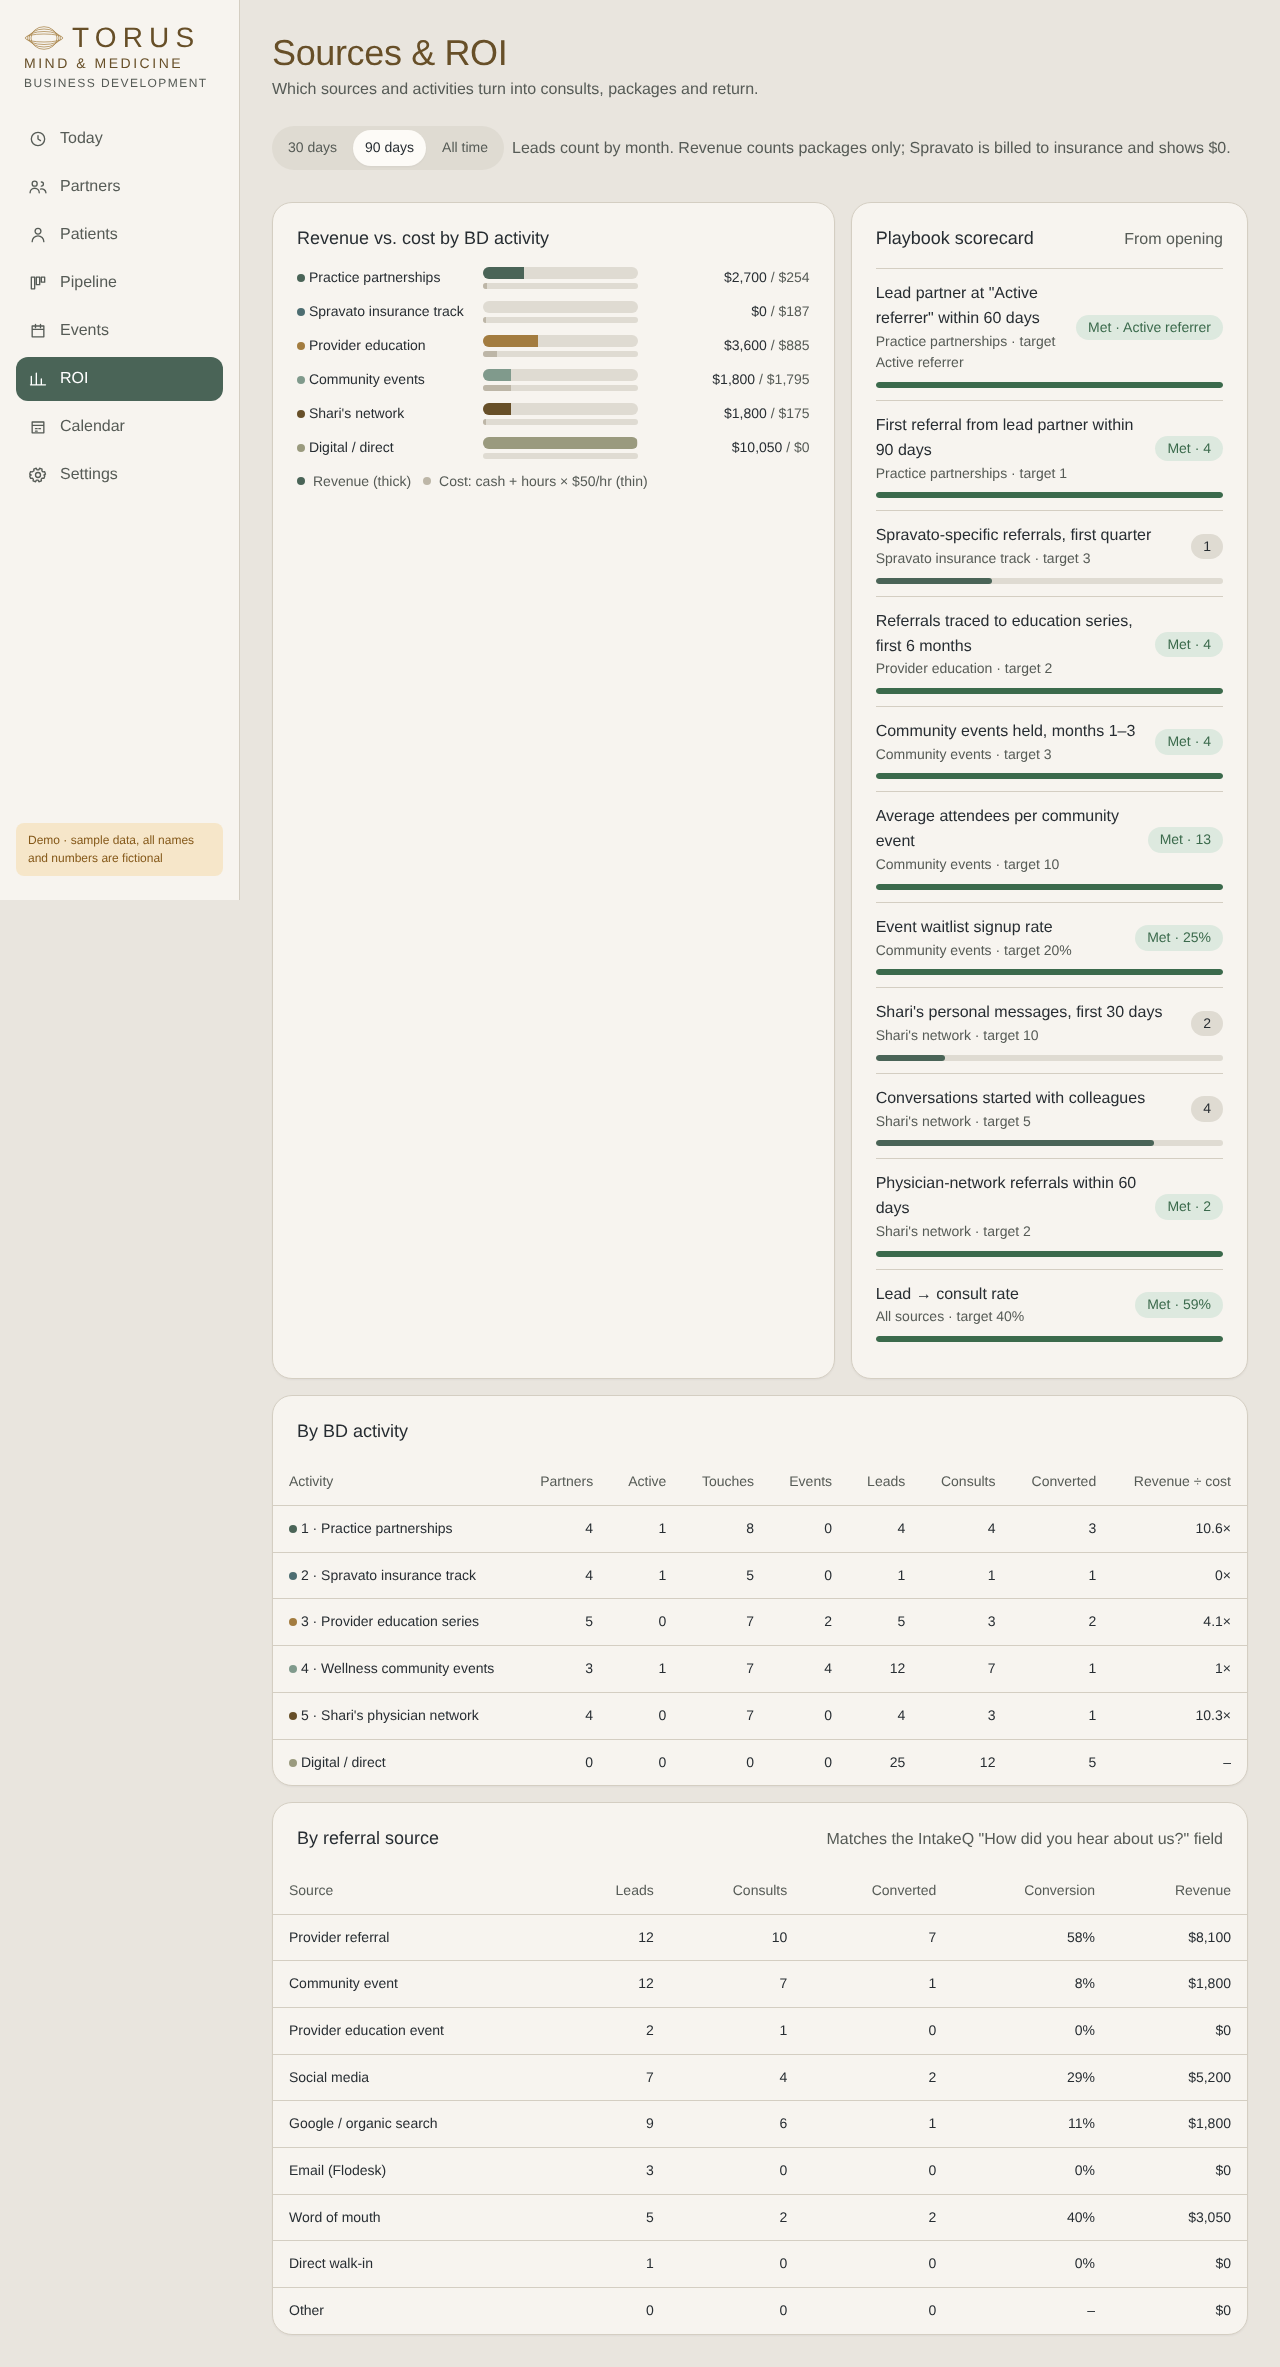 TORUS
MIND & MEDICINE
BUSINESS DEVELOPMENT
Today
Partners
Patients
Pipeline
Events
ROI
Calendar
Settings
Demo · sample data, all names
and numbers are fictional
Sources & ROI
Which sources and activities turn into consults, packages and return.
30 days 90 days All time Leads count by month. Revenue counts packages only; Spravato is billed to insurance and shows $0.
Revenue vs. cost by BD activity
Practice partnerships $2,700 / $254
Spravato insurance track $0 / $187
Provider education $3,600 / $885
Community events $1,800 / $1,795
Shari's network $1,800 / $175
Digital / direct $10,050 / $0
Revenue (thick) Cost: cash + hours × $50/hr (thin)
Playbook scorecard From opening
Lead partner at "Active
referrer" within 60 days
Practice partnerships · target
Active referrer
Met · Active referrer
First referral from lead partner within
90 days
Practice partnerships · target 1
Met · 4
Spravato-specific referrals, first quarter
Spravato insurance track · target 3
1
Referrals traced to education series,
first 6 months
Provider education · target 2
Met · 4
Community events held, months 1–3
Community events · target 3
Met · 4
Average attendees per community
event
Community events · target 10
Met · 13
Event waitlist signup rate
Community events · target 20%
Met · 25%
Shari's personal messages, first 30 days
Shari's network · target 10
2
Conversations started with colleagues
Shari's network · target 5
4
Physician-network referrals within 60
days
Shari's network · target 2
Met · 2
Lead → consult rate
All sources · target 40%
Met · 59%
By BD activity
Activity Partners Active Touches Events Leads Consults Converted Revenue ÷ cost
1 · Practice partnerships 4 1 8 0 4 4 3 10.6×
2 · Spravato insurance track 4 1 5 0 1 1 1 0×
3 · Provider education series 5 0 7 2 5 3 2 4.1×
4 · Wellness community events 3 1 7 4 12 7 1 1×
5 · Shari's physician network 4 0 7 0 4 3 1 10.3×
Digital / direct 0 0 0 0 25 12 5 –
By referral source Matches the IntakeQ "How did you hear about us?" field
Source Leads Consults Converted Conversion Revenue
Provider referral 12 10 7 58% $8,100
Community event 12 7 1 8% $1,800
Provider education event 2 1 0 0% $0
Social media 7 4 2 29% $5,200
Google / organic search 9 6 1 11% $1,800
Email (Flodesk) 3 0 0 0% $0
Word of mouth 5 2 2 40% $3,050
Direct walk-in 1 0 0 0% $0
Other 0 0 0 – $0